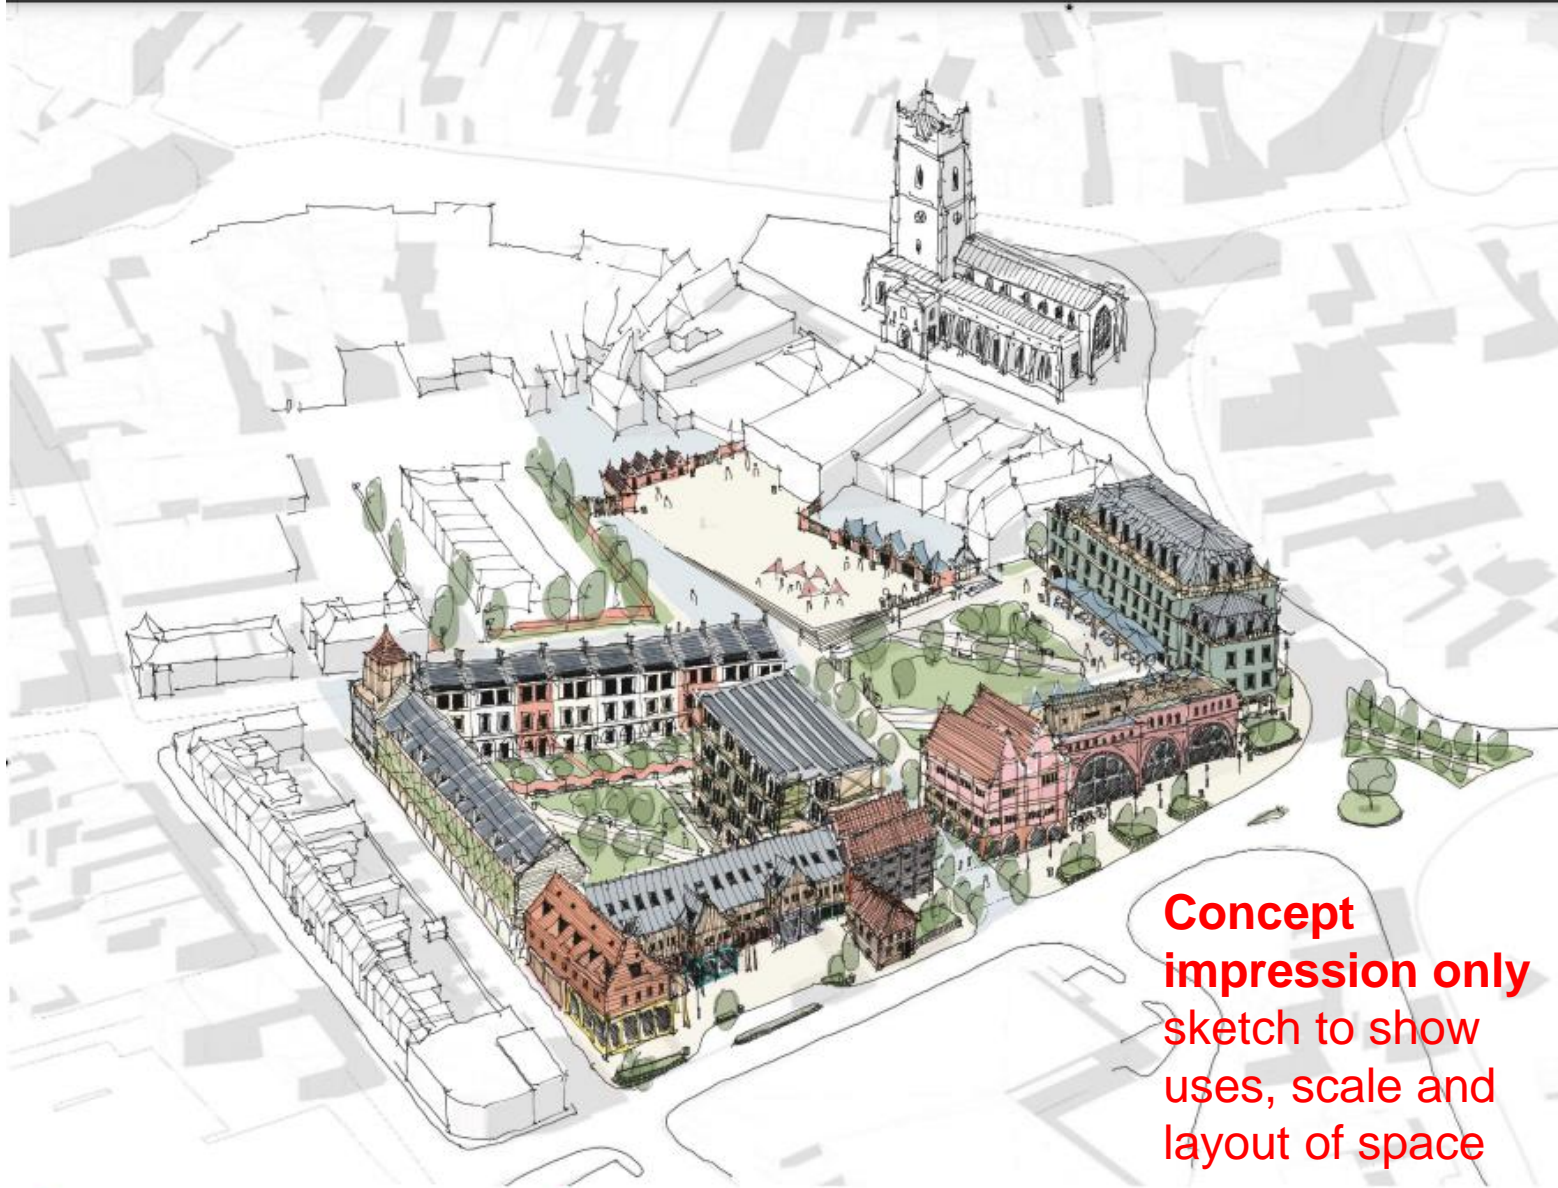 Concept
impression only
sketch to show
uses, scale and
layout of space